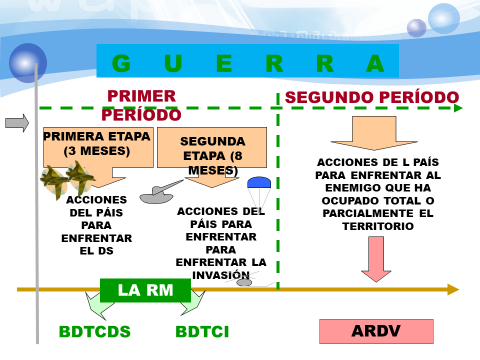 G U E R R A
PRIMER
PERÍODO
SEGUNDO PERÍODO
PRIMERA ETAPA
(3 MESES)
SEGUNDA
ETAPA (8
MESES)
ACCIONES
DEL PÁIS
PARA
ENFRENTAR
EL DS
ACCIONES DEL
PÁIS PARA
ENFRENTAR
PARA
ENFRENTAR LA
INVASIÓN
ACCIONES DE L PAÍS
PARA ENFRENTAR AL
ENEMIGO QUE HA
OCUPADO TOTAL O
PARCIALMENTE EL
TERRITORIO
LA RM
BDTCDS
BDTCI
ARDV